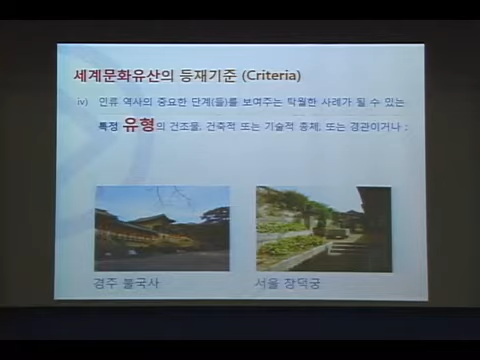 세계문화유산의 등재기준 (Criteria)
iv) 인류 역사의 중요한 단계(들)를 보여주는 탁월한 사례가 될 수 있는
특정 유형의 건조물, 건축적 또는 기술적 총체, 또는 경관이거나 ;
경주 불국사
서울 창덕궁